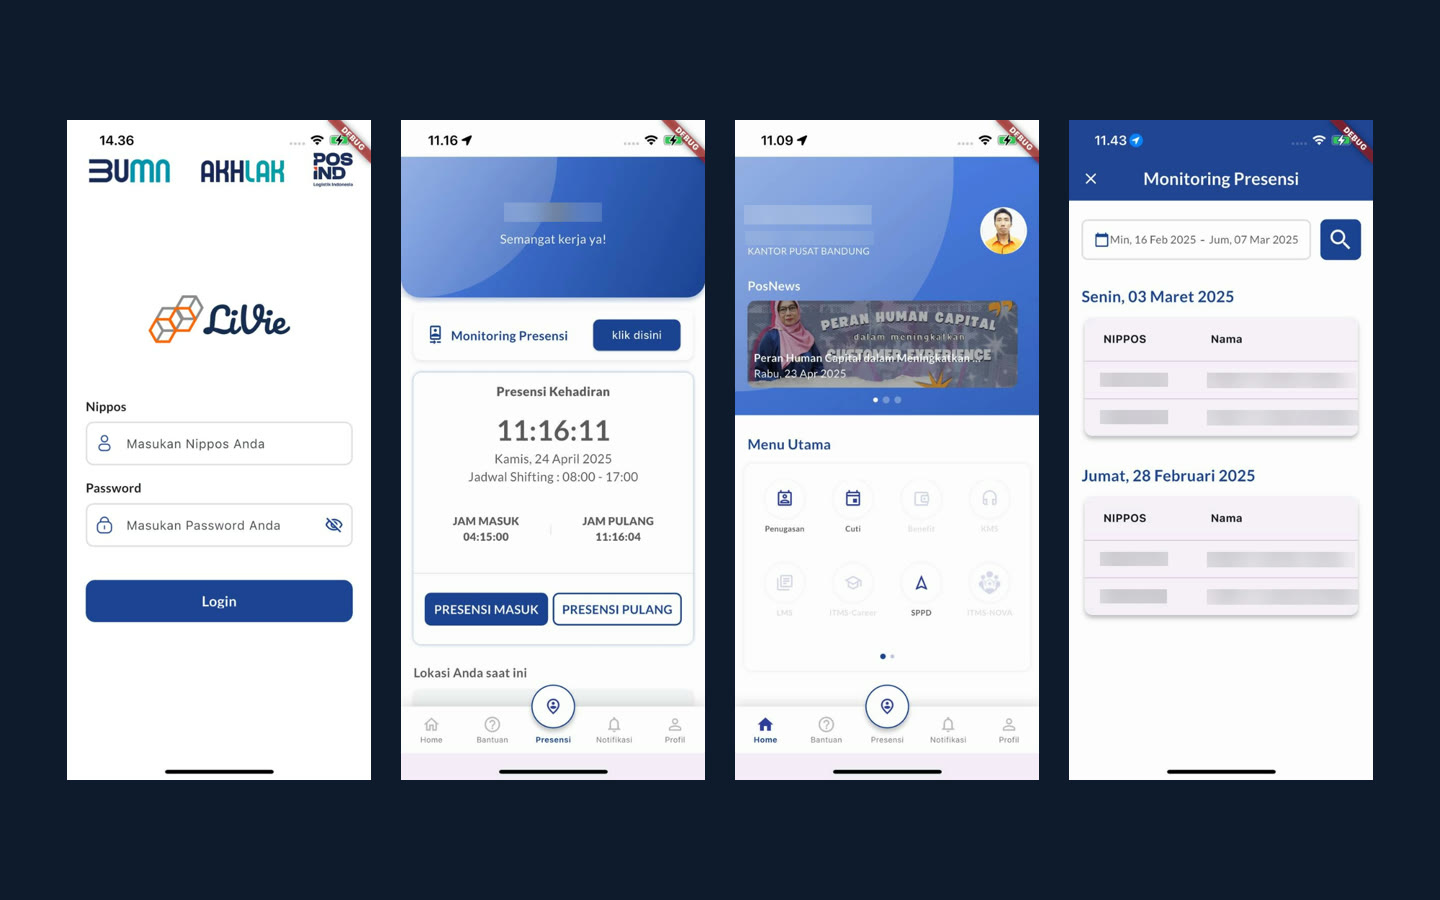 14.36
DEBUG
BUMN
AKHLAK
POS
IND
Logistik Indonesia
LiVie
Nippos
Masukan Nippos Anda
Password
Masukan Password Anda
Login
11.16
DEBUG
Semangat kerja ya!
Monitoring Presensi
klik disini
Presensi Kehadiran
11:16:11
Kamis, 24 April 2025
Jadwal Shifting : 08:00 - 17:00
JAM MASUK
04:15:00
JAM PULANG
11:16:04
PRESENSI MASUK
PRESENSI PULANG
Lokasi Anda saat ini
Home
Bantuan
Presensi
Notifikasi
Profil
11.09
DEBUG
KANTOR PUSAT BANDUNG
PosNews
PERAN HUMAN CAPITAL
dalam meningkatkan
CUSTOMER EXPERIENCE
Peran Human Capital dalam Meningkatkan ...
Rabu, 23 Apr 2025
Menu Utama
Penugasan
Cuti
Benefit
KMS
LMS
ITMS-Career
SPPD
ITMS-NOVA
Home
Bantuan
Presensi
Notifikasi
Profil
11.43
DEBUG
Monitoring Presensi
Min, 16 Feb 2025 - Jum, 07 Mar 2025
Senin, 03 Maret 2025
NIPPOS
Nama
Jumat, 28 Februari 2025
NIPPOS
Nama